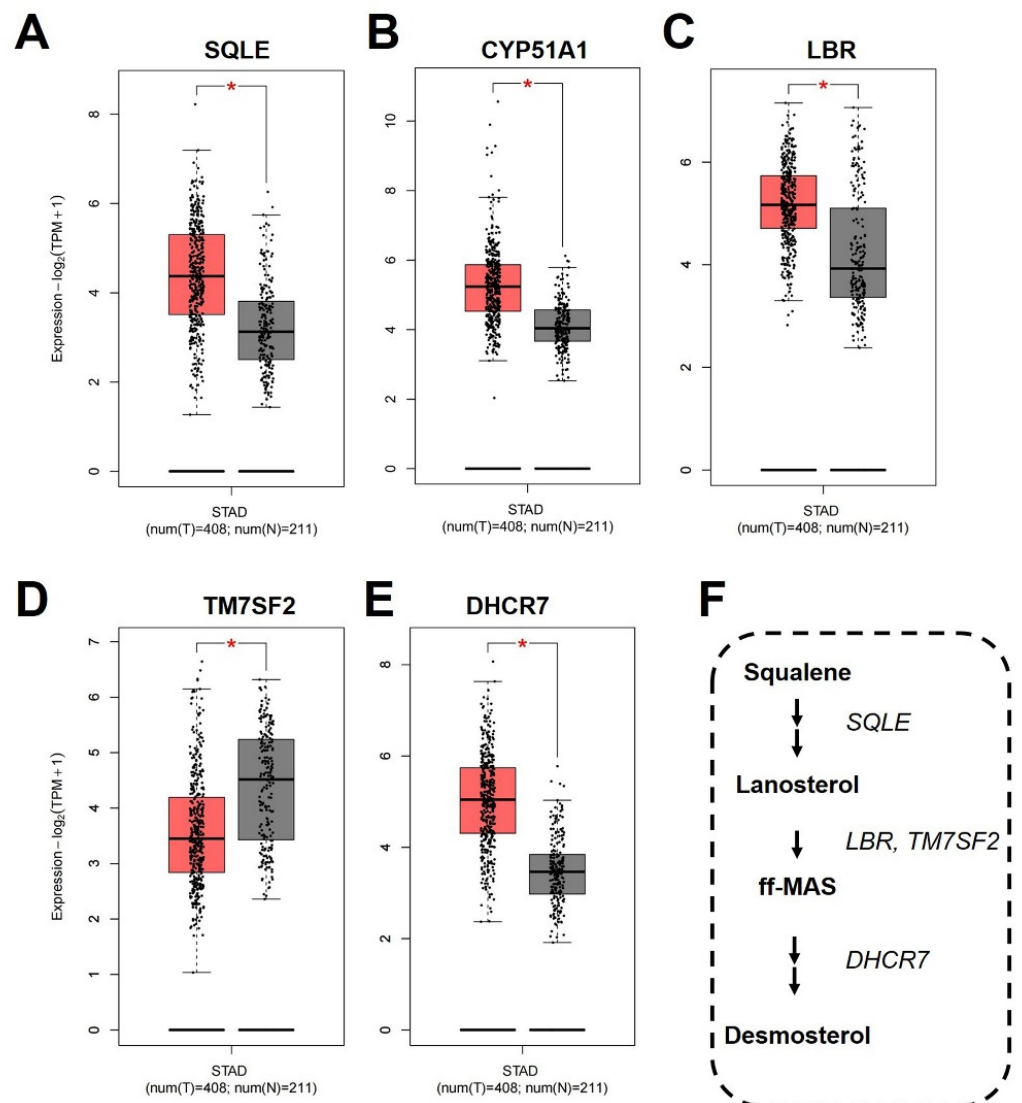 A
SQLE
Expression − log2(TPM + 1)
8
6
4
2
0
*
STAD
(num(T)=408; num(N)=211)
B
CYP51A1
10
8
6
4
2
0
*
STAD
(num(T)=408; num(N)=211)
C
LBR
6
4
2
0
*
STAD
(num(T)=408; num(N)=211)
D
TM7SF2
Expression − log2(TPM + 1)
7
6
5
4
3
2
1
0
*
STAD
(num(T)=408; num(N)=211)
E
DHCR7
8
6
4
2
0
*
STAD
(num(T)=408; num(N)=211)
F
Squalene
SQLE
Lanosterol
LBR, TM7SF2
ff-MAS
DHCR7
Desmosterol